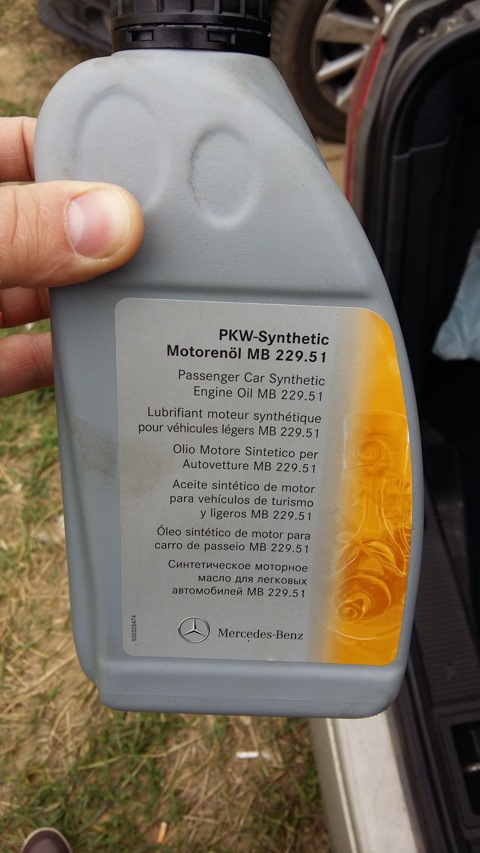 PKW-Synthetic
Motorenöl MB 229.51
Passenger Car Synthetic
Engine Oil MB 229.51
Lubrifiant moteur synthétique
pour véhicules légers MB 229.51
Olio Motore Sintetico per
Autovetture MB 229.51
Aceite sintético de motor
para vehículos de turismo
y ligeros MB 229.51
Óleo sintético de motor para
carro de passeio MB 229.51
Синтетическое моторное
масло для легковых
автомобилей MB 229.51
Mercedes-Benz